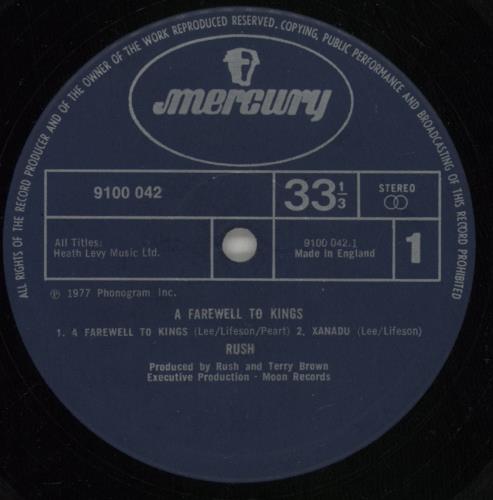 ALL RIGHTS OF THE RECORD PRODUCER AND OF THE OWNER OF THE WORK REPRODUCED RESERVED. COPYING, PUBLIC PERFORMANCE AND BROADCASTING OF THIS RECORD PROHIBITED
mercury
9100 042
33 1/3
STEREO
All Titles:
Heath Levy Music Ltd.
9100 042.1
Made in England
1
℗ 1977 Phonogram Inc.
A FAREWELL TO KINGS
1. 4 FAREWELL TO KINGS (Lee/Lifeson/Peart) 2. XANADU (Lee/Lifeson)
RUSH
Produced by Rush and Terry Brown
Executive Production - Moon Records